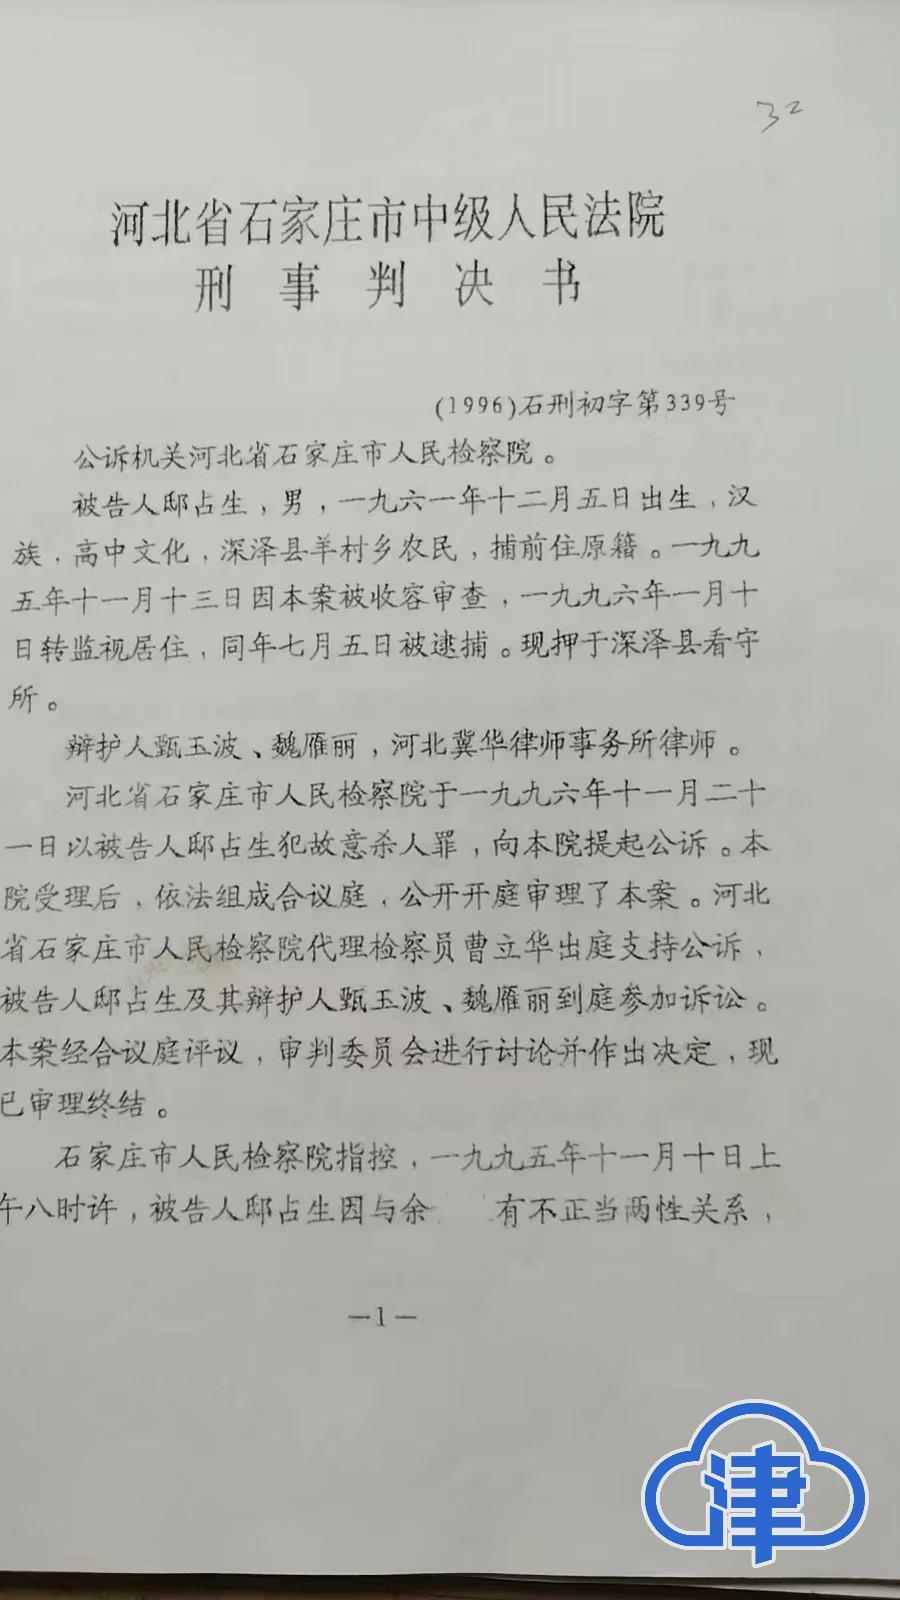 32
河北省石家庄市中级人民法院
刑事判决书
(1996)石刑初字第339号
公诉机关河北省石家庄市人民检察院。
被告人邸占生，男，一九六一年十二月五日出生，汉
族，高中文化，深泽县羊村乡农民，捕前住原籍。一九九
五年十一月十三日因本案被收容审查，一九九六年一月十
日转监视居住，同年七月五日被逮捕。现押于深泽县看守
所。
辩护人甄玉波、魏雁丽，河北冀华律师事务所律师。
河北省石家庄市人民检察院于一九九六年十一月二十
一日以被告人邸占生犯故意杀人罪，向本院提起公诉。本
院受理后，依法组成合议庭，公开开庭审理了本案。河北
省石家庄市人民检察院代理检察员曹立华出庭支持公诉，
被告人邸占生及其辩护人甄玉波、魏雁丽到庭参加诉讼。
本案经合议庭评议，审判委员会进行讨论并作出决定，现
已审理终结。
石家庄市人民检察院指控，一九九五年十一月十日上
午八时许，被告人邸占生因与余 有不正当两性关系，
—1—
津